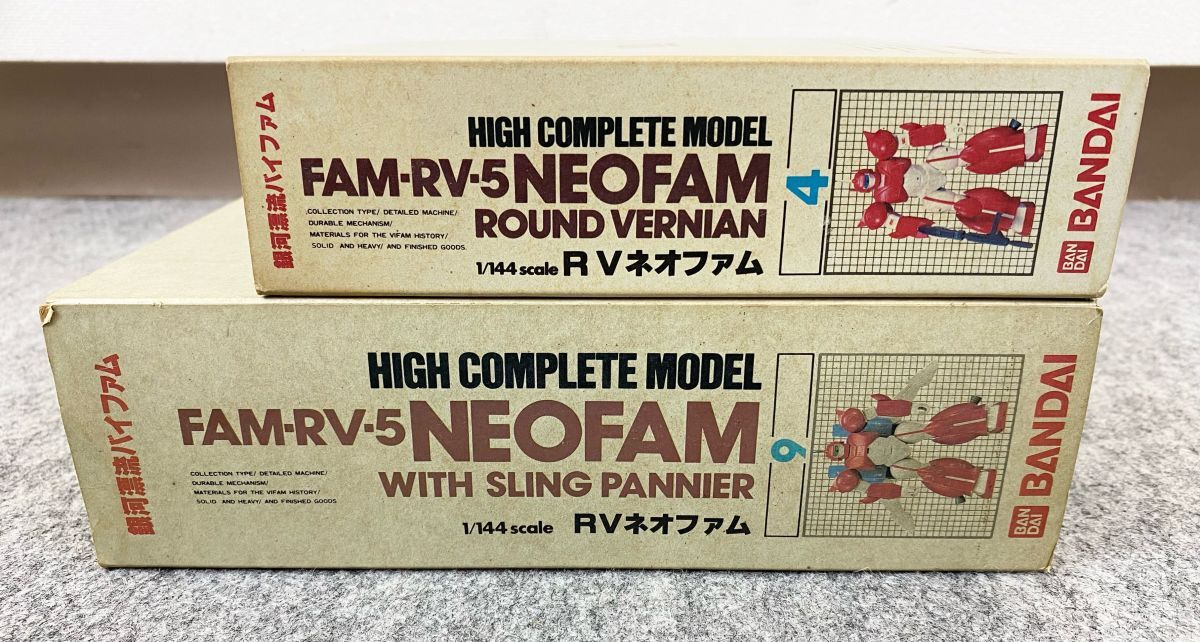 銀河漂流バイファム
HIGH COMPLETE MODEL
FAM-RV-5 NEOFAM
ROUND VERNIAN
COLLECTION TYPE/ DETAILED MACHINE/
DURABLE MECHANISM/
MATERIALS FOR THE VIFAM HISTORY/
SOLID AND HEAVY/ AND FINISHED GOODS.
1/144 scale RVネオファム
4
BANDAI
BAN
DAI
銀河漂流バイファム
HIGH COMPLETE MODEL
FAM-RV-5 NEOFAM
WITH SLING PANNIER
COLLECTION TYPE/ DETAILED MACHINE/
DURABLE MECHANISM/
MATERIALS FOR THE VIFAM HISTORY/
SOLID AND HEAVY/ AND FINISHED GOODS
1/144 scale RVネオファム
9
BANDAI
BAN
DAI